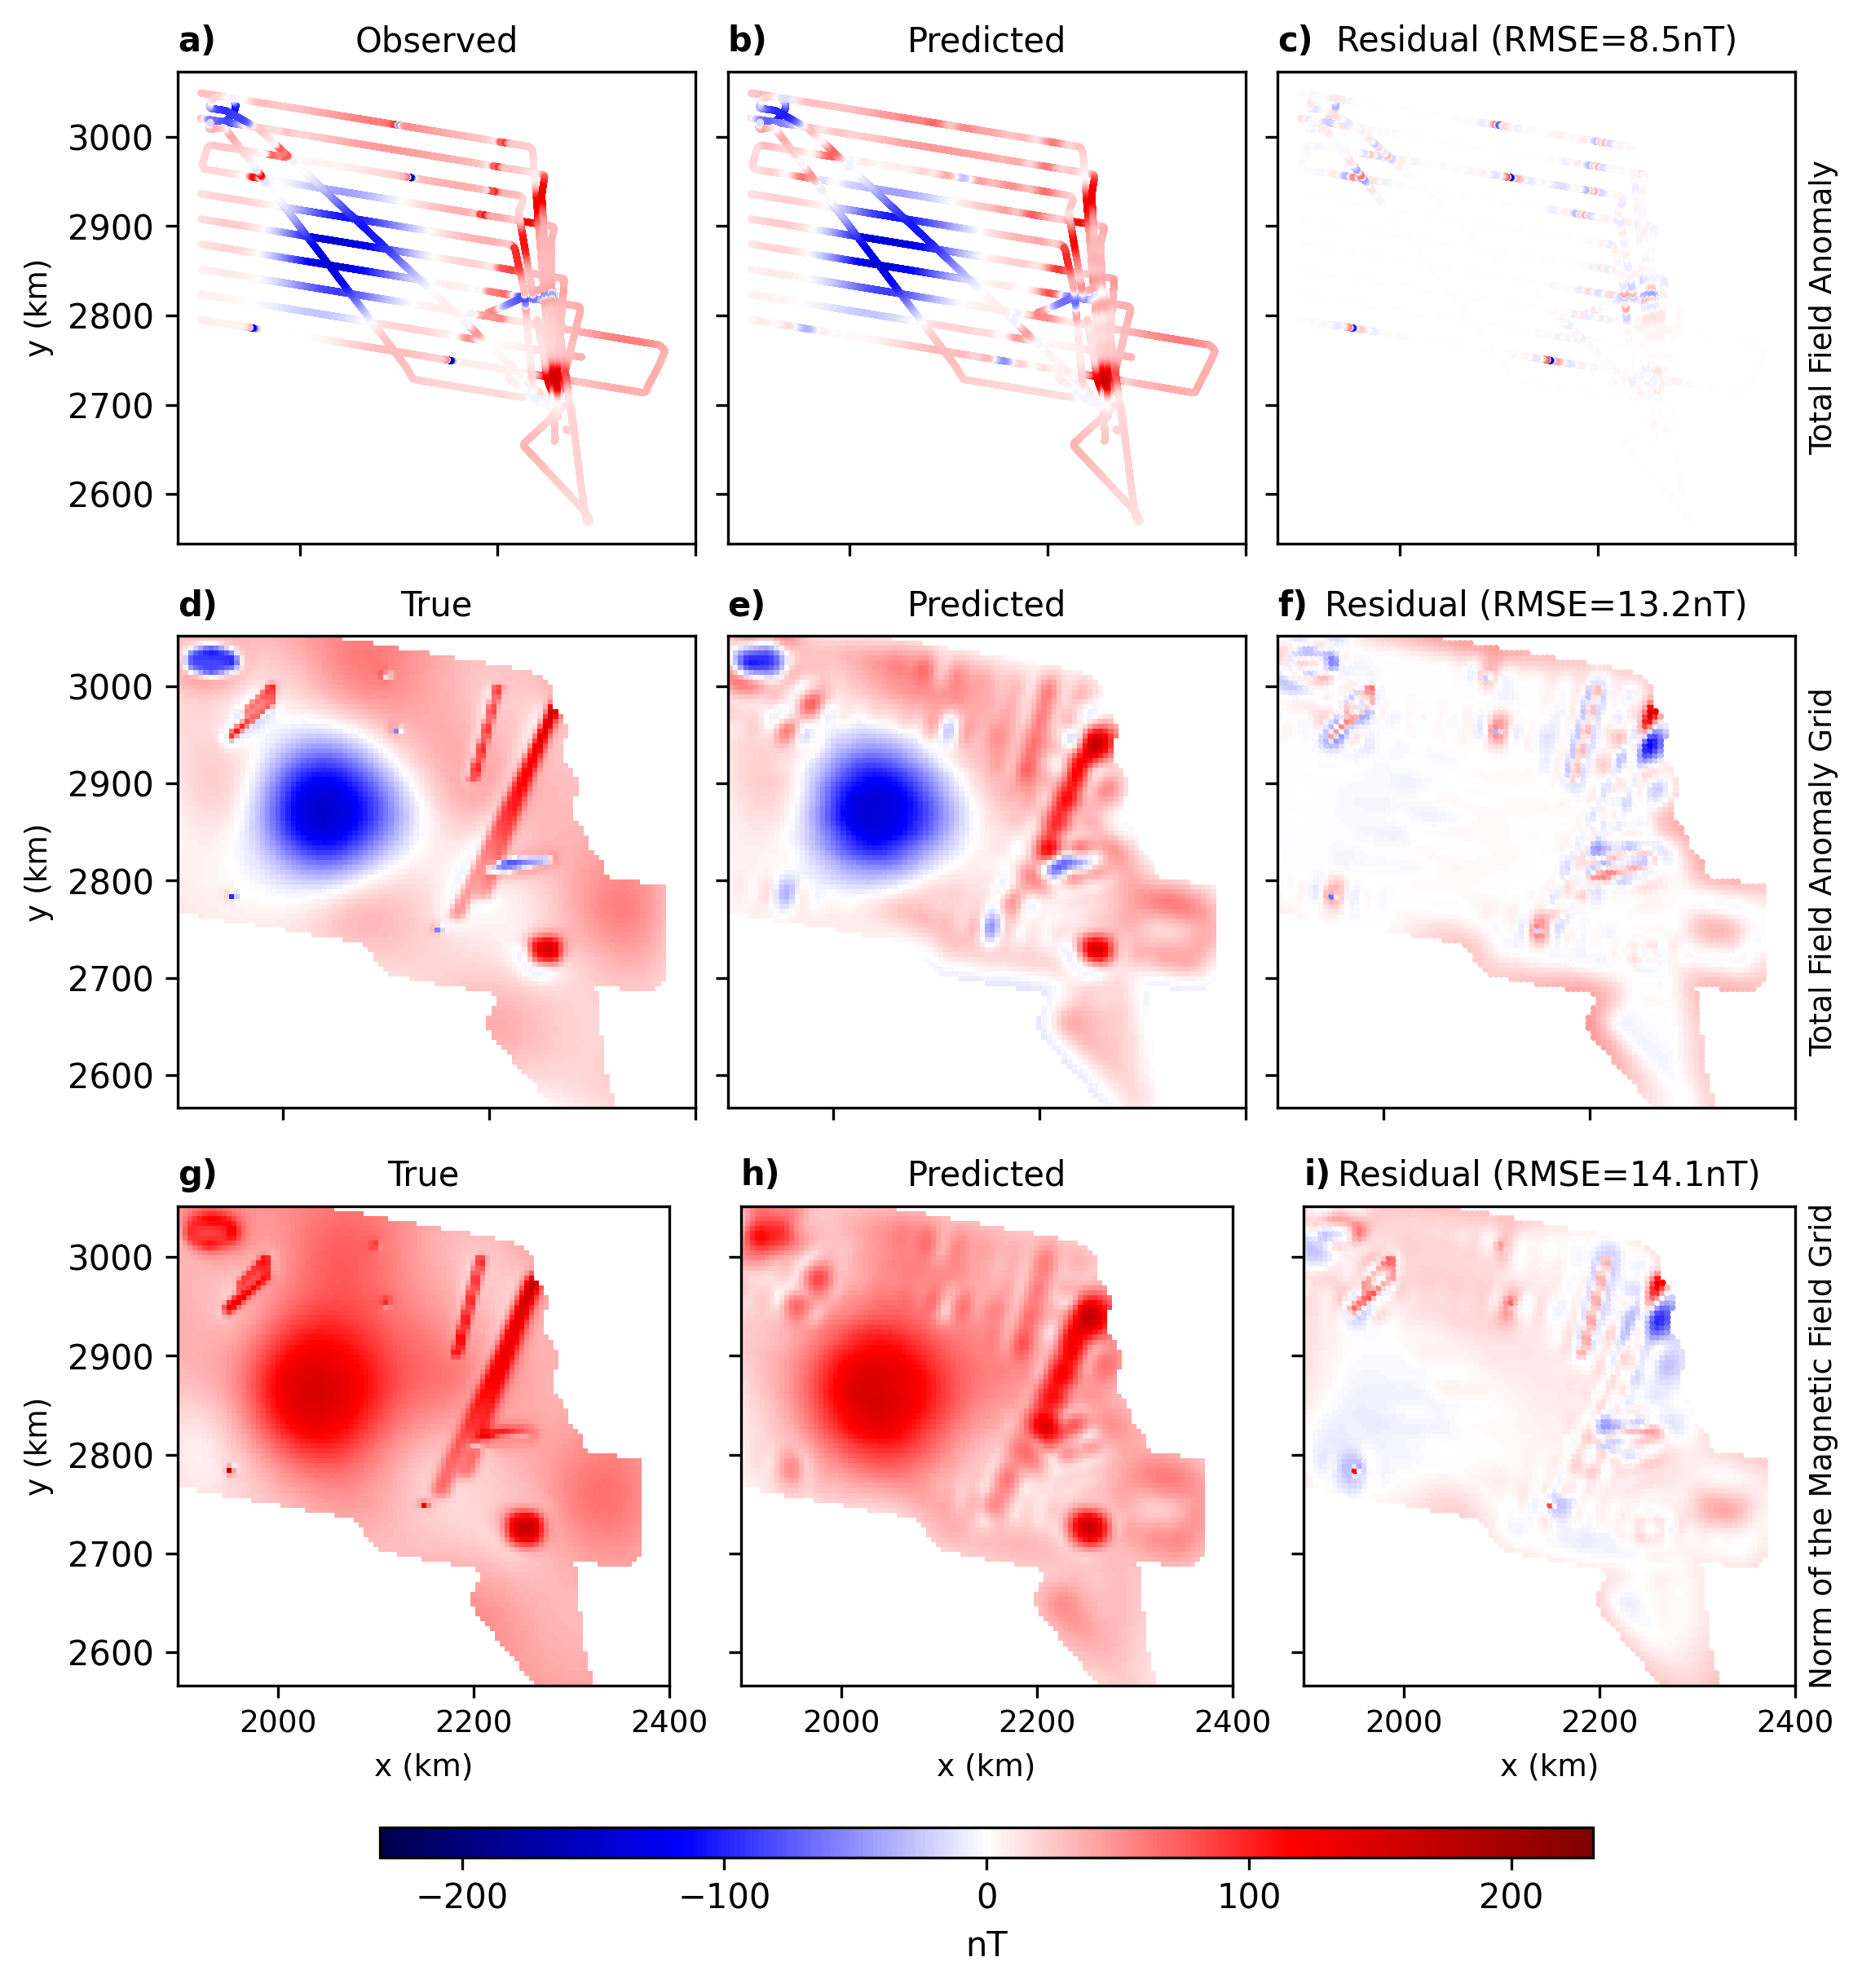 a) Observed
b) Predicted
c) Residual (RMSE=8.5nT)
3000
2900
2800
2700
2600
y (km)
Total Field Anomaly
d) True
e) Predicted
f) Residual (RMSE=13.2nT)
3000
2900
2800
2700
2600
y (km)
Total Field Anomaly Grid
g) True
h) Predicted
i) Residual (RMSE=14.1nT)
3000
2900
2800
2700
2600
y (km)
Norm of the Magnetic Field Grid
2000 2200 2400
2000 2200 2400
2000 2200 2400
x (km)
x (km)
x (km)
−200 −100 0 100 200
nT